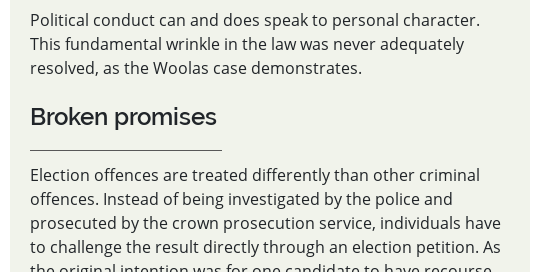 Political conduct can and does speak to personal character.
This fundamental wrinkle in the law was never adequately
resolved, as the Woolas case demonstrates.
Broken promises
Election offences are treated differently than other criminal
offences. Instead of being investigated by the police and
prosecuted by the crown prosecution service, individuals have
to challenge the result directly through an election petition. As
the original intention was for one candidate to have recourse